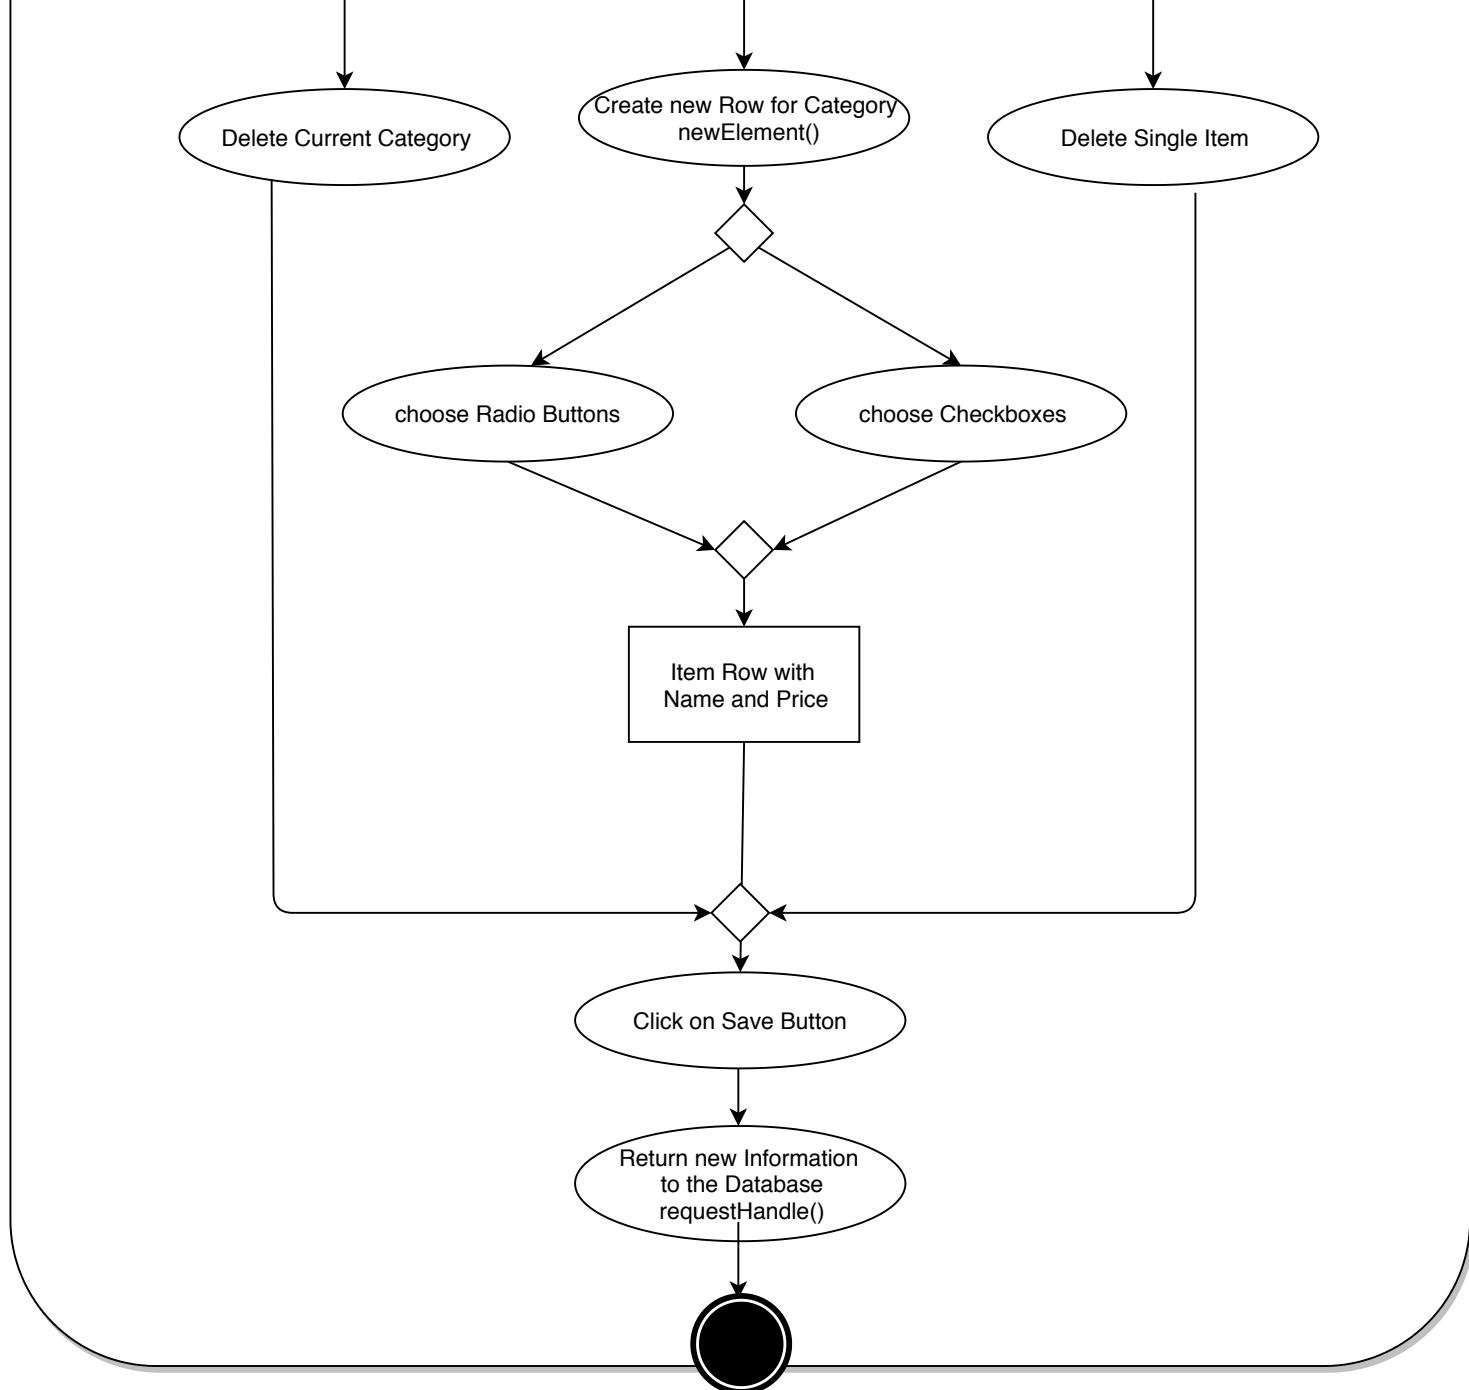 Delete Current Category
Create new Row for Category
newElement()
Delete Single Item
choose Radio Buttons
choose Checkboxes
Item Row with
Name and Price
Click on Save Button
Return new Information
to the Database
requestHandle()